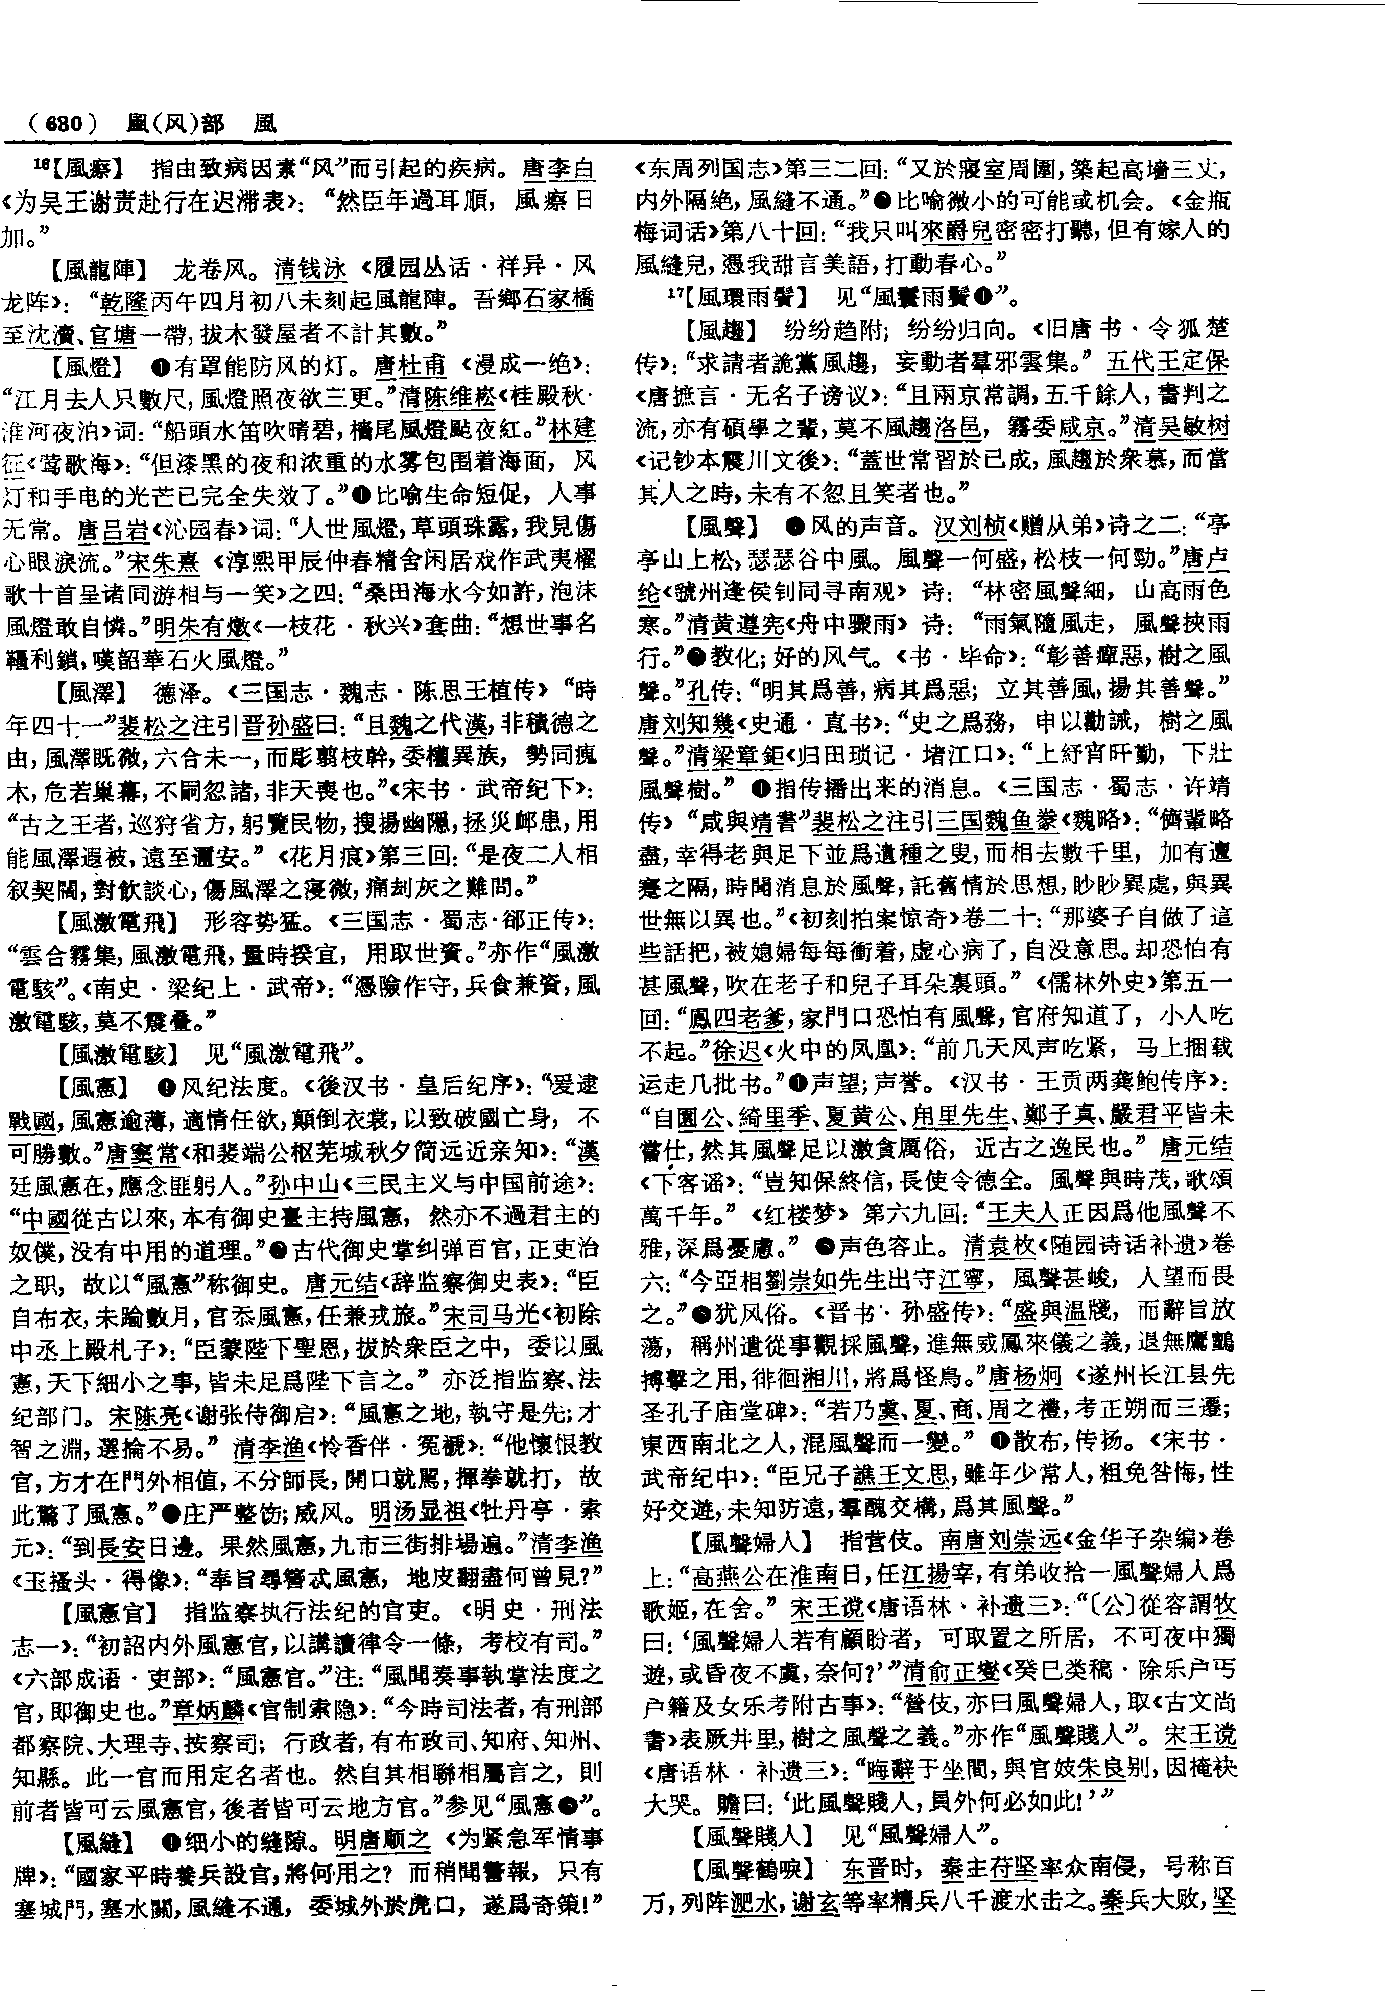 (630) 風(风)部 風
16【風瘵】 指由致病因素“风”而引起的疾病。唐李白
《为吴王谢责赴行在迟滞表》：“然臣年過耳順，風瘵日
加。”
【風龍陣】 龙卷风。清钱泳《履园丛话·祥异·风
龙阵》：“乾隆丙午四月初八未刻起風龍陣。吾鄉石家橋
至沈瀆、官塘一帶，拔木發屋者不計其數。”
【風燈】 ❶有罩能防风的灯。唐杜甫《漫成一绝》：
“江月去人只數尺，風燈照夜欲三更。”清陈维崧《桂殿秋·
淮河夜泊》词：“船頭水笛吹晴碧，檣尾風燈颭夜紅。”林建
征《莺歌海》：“但漆黑的夜和浓重的水雾包围着海面，风
灯和手电的光芒已完全失效了。”❷比喻生命短促，人事
无常。唐吕岩《沁园春》词：“人世風燈，草頭珠露，我見傷
心眼淚流。”宋朱熹《淳熙甲辰仲春精舍闲居戏作武夷櫂
歌十首呈诸同游相与一笑》之四：“桑田海水今如許，泡沫
風燈敢自憐。”明朱有燉《一枝花·秋兴》套曲：“想世事名
韁利鎖，嘆韶華石火風燈。”
【風澤】 德泽。《三国志·魏志·陈思王植传》“時
年四十一”裴松之注引晋孙盛曰：“且魏之代漢，非積德之
由，風澤既微，六合未一，而彫翦枝幹，委權異族，勢同瘣
木，危若巢幕，不嗣忽諸，非天喪也。”《宋书·武帝纪下》：
“古之王者，巡狩省方，躬覽民物，搜揚幽隱，拯災卹患，用
能風澤遐被，遠至邇安。”《花月痕》第三回：“是夜二人相
叙契闊，對飲談心，傷風澤之寖微，痛刧灰之難問。”
【風激電飛】 形容势猛。《三国志·蜀志·郤正传》：
“雲合霧集，風激電飛，量時揆宜，用取世資。”亦作“風激
電駭”。《南史·梁纪上·武帝》：“憑險作守，兵食兼資，風
激電駭，莫不震疊。”
【風激電駭】 见“風激電飛”。
【風憲】 ❶风纪法度。《後汉书·皇后纪序》：“爰逮
戰國，風憲逾薄，適情任欲，顛倒衣裳，以致破國亡身，不
可勝數。”唐窦常《和裴端公枢芜城秋夕简远近亲知》：“漢
廷風憲在，應念匪躬人。”孙中山《三民主义与中国前途》：
“中國從古以來，本有御史臺主持風憲，然亦不過君主的
奴僕，没有中用的道理。”❷古代御史掌纠弹百官，正吏治
之职，故以“風憲”称御史。唐元结《辞监察御史表》：“臣
自布衣，未踰數月，官忝風憲，任兼戎旅。”宋司马光《初除
中丞上殿札子》：“臣蒙陛下聖恩，拔於衆臣之中，委以風
憲，天下細小之事，皆未足爲陛下言之。”亦泛指监察、法
纪部门。宋陈亮《谢张侍御启》：“風憲之地，執守是先；才
智之淵，選掄不易。”清李渔《怜香伴·冤褫》：“他懷恨教
官，方才在門外相值，不分師長，開口就駡，揮拳就打，故
此驚了風憲。”❸庄严整饬；威风。明汤显祖《牡丹亭·索
元》：“到長安日邊。果然風憲，九市三街排場遍。”清李渔
《玉搔头·得像》：“奉旨尋簪忒風憲，地皮翻盡何曾見？”
【風憲官】 指监察执行法纪的官吏。《明史·刑法
志一》：“初詔内外風憲官，以講讀律令一條，考校有司。”
《六部成语·吏部》：“風憲官。”注：“風聞奏事執掌法度之
官，即御史也。”章炳麟《官制索隐》：“今時司法者，有刑部
都察院、大理寺、按察司；行政者，有布政司、知府、知州、
知縣。此一官而用定名者也。然自其相聯相屬言之，則
前者皆可云風憲官，後者皆可云地方官。”参见“風憲❷”。
【風縫】 ❶细小的缝隙。明唐顺之《为紧急军情事
牌》：“國家平時養兵設官，將何用之？而稍聞警報，只有
塞城門，塞水關，風縫不通，委城外於虎口，遂爲奇策！”
《东周列国志》第三二回：“又於寢室周圍，築起高墻三丈，
内外隔绝，風縫不通。”❷比喻微小的可能或机会。《金瓶
梅词话》第八十回：“我只叫來爵兒密密打聽，但有嫁人的
風縫兒，憑我甜言美語，打動春心。”
17【風環雨鬢】 见“風鬟雨鬢❶”。
【風趨】 纷纷趋附；纷纷归向。《旧唐书·令狐楚
传》：“求請者詭黨風趨，妄動者羣邪雲集。”五代王定保
《唐摭言·无名子谤议》：“且兩京常調，五千餘人，書判之
流，亦有碩學之輩，莫不風趨洛邑，霧委咸京。”清吴敏树
《记钞本震川文後》：“蓋世常習於已成，風趨於衆慕，而當
其人之時，未有不忽且笑者也。”
【風聲】 ❶风的声音。汉刘桢《赠从弟》诗之二：“亭
亭山上松，瑟瑟谷中風。風聲一何盛，松枝一何勁。”唐卢
纶《虢州逢侯钊同寻南观》诗：“林密風聲細，山高雨色
寒。”清黄遵宪《舟中骤雨》诗：“雨氣隨風走，風聲挾雨
行。”❷教化；好的风气。《书·毕命》：“彰善癉惡，樹之風
聲。”孔传：“明其爲善，病其爲惡；立其善風，揚其善聲。”
唐刘知幾《史通·直书》：“史之爲務，申以勸誡，樹之風
聲。”清梁章鉅《归田琐记·堵江口》：“上紓宵旰勤，下壯
風聲樹。”❸指传播出来的消息。《三国志·蜀志·许靖
传》“咸與靖書”裴松之注引三国魏鱼豢《魏略》：“儕輩略
盡，幸得老與足下並爲遺種之叟，而相去數千里，加有邅
蹇之隔，時聞消息於風聲，託舊情於思想，眇眇異處，與異
世無以異也。”《初刻拍案惊奇》卷二十：“那婆子自做了這
些話把，被媳婦每每衝着，虚心病了，自没意思。却恐怕有
甚風聲，吹在老子和兒子耳朵裏頭。”《儒林外史》第五一
回：“鳳四老爹，家門口恐怕有風聲，官府知道了，小人吃
不起。”徐迟《火中的凤凰》：“前几天风声吃紧，马上捆载
运走几批书。”❹声望；声誉。《汉书·王贡两龚鲍传序》：
“自園公、綺里季、夏黄公、甪里先生、鄭子真、嚴君平皆未
嘗仕，然其風聲足以激貪厲俗，近古之逸民也。”唐元结
《下客谣》：“豈知保終信，長使令德全。風聲與時茂，歌頌
萬千年。”《红楼梦》第六九回：“王夫人正因爲他風聲不
雅，深爲憂慮。”❺声色容止。清袁枚《随园诗话补遗》卷
六：“今亞相劉崇如先生出守江寧，風聲甚峻，人望而畏
之。”❻犹风俗。《晋书·孙盛传》：“盛與温牋，而辭旨放
蕩，稱州遣從事觀採風聲，進無威鳳來儀之義，退無鷹鸇
搏擊之用，徘徊湘川，將爲怪鳥。”唐杨炯《遂州长江县先
圣孔子庙堂碑》：“若乃虞、夏、商、周之禮，考正朔而三遷；
東西南北之人，混風聲而一變。”❼散布，传扬。《宋书·
武帝纪中》：“臣兄子譙王文思，雖年少常人，粗免咎悔，性
好交遊，未知防遠，羣醜交構，爲其風聲。”
【風聲婦人】 指营伎。南唐刘崇远《金华子杂编》卷
上：“高燕公在淮南日，任江揚宰，有弟收拾一風聲婦人爲
歌姬，在舍。”宋王谠《唐语林·补遗三》：“〔公〕從容謂牧
曰：‘風聲婦人若有顧盼者，可取置之所居，不可夜中獨
遊，或昏夜不虞，奈何？’”清俞正燮《癸巳类稿·除乐户丐
户籍及女乐考附古事》：“營伎，亦曰風聲婦人，取《古文尚
書》表厥井里，樹之風聲之義。”亦作“風聲賤人”。宋王谠
《唐语林·补遗三》：“晦辭于坐間，與官妓朱良别，因掩袂
大哭。贍曰：‘此風聲賤人，員外何必如此！’”
【風聲賤人】 见“風聲婦人”。
【風聲鶴唳】 东晋时，秦主苻坚率众南侵，号称百
万，列阵淝水，谢玄等率精兵八千渡水击之。秦兵大败，坚